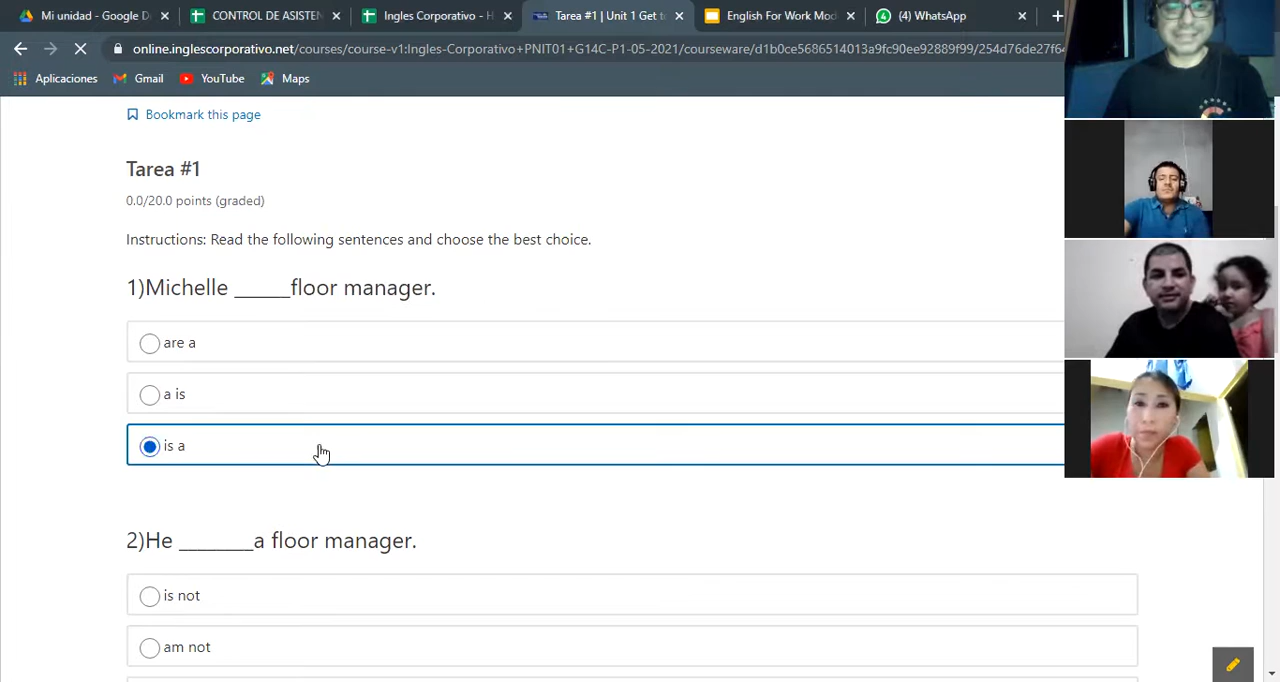 Mi unidad - Google D
CONTROL DE ASISTEN
Ingles Corporativo - H
Tarea #1 | Unit 1 Get t
English For Work Mod
(4) WhatsApp
online.inglescorporativo.net/courses/course-v1:Ingles-Corporativo+PNIT01+G14C-P1-05-2021/courseware/d1b0ce5686514013a9fc90ee92889f99/254d76de27f64
Aplicaciones
Gmail
YouTube
Maps
Bookmark this page
Tarea #1
0.0/20.0 points (graded)
Instructions: Read the following sentences and choose the best choice.
1)Michelle ______floor manager.
are a
a is
is a
2)He ________a floor manager.
is not
am not